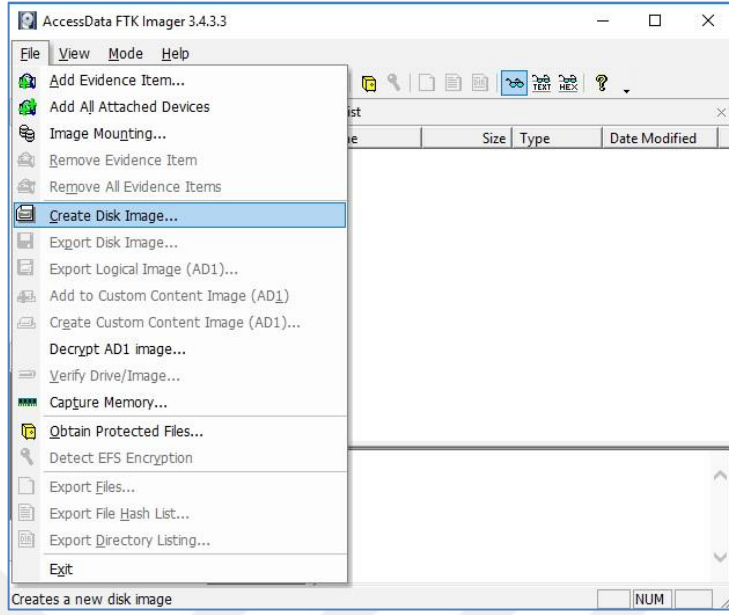 AccessData FTK Imager 3.4.3.3
File View Mode Help
Add Evidence Item...
Add All Attached Devices
Image Mounting...
Remove Evidence Item
Remove All Evidence Items
Create Disk Image...
Export Disk Image...
Export Logical Image (AD1)...
Add to Custom Content Image (AD1)
Create Custom Content Image (AD1)...
Decrypt AD1 image...
Verify Drive/Image...
Capture Memory...
Obtain Protected Files...
Detect EFS Encryption
Export Files...
Export File Hash List...
Export Directory Listing...
Exit
TEXT HEX
ist
e Size Type Date Modified
Creates a new disk image NUM